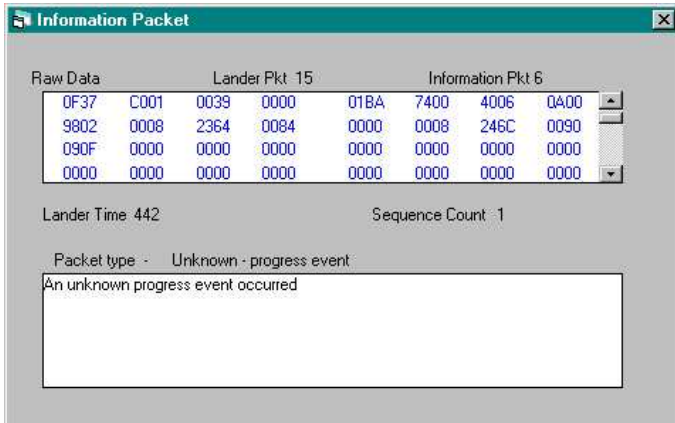 Information Packet
Raw Data Lander Pkt 15 Information Pkt 6
0F37 C001 0039 0000 01BA 7400 4006 0A00
9802 0008 2364 0084 0000 0008 246C 0090
090F 0000 0000 0000 0000 0000 0000 0000
0000 0000 0000 0000 0000 0000 0000 0000
Lander Time 442 Sequence Count 1
Packet type - Unknown - progress event
An unknown progress event occurred